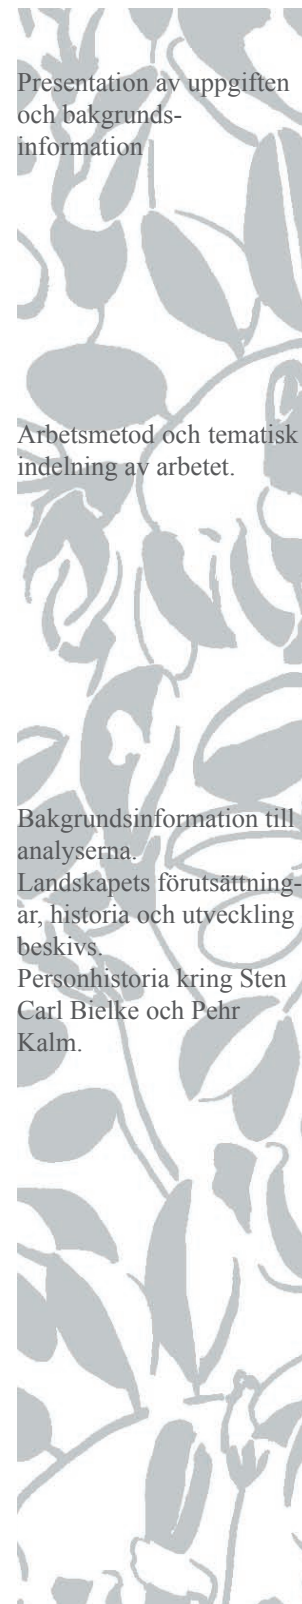 Presentation av uppgiften
och bakgrunds-
information
Arbetsmetod och tematisk
indelning av arbetet.
Bakgrundsinformation till
analyserna.
Landskapets förutsättning-
ar, historia och utveckling
beskivs.
Personhistoria kring Sten
Carl Bielke och Pehr
Kalm.